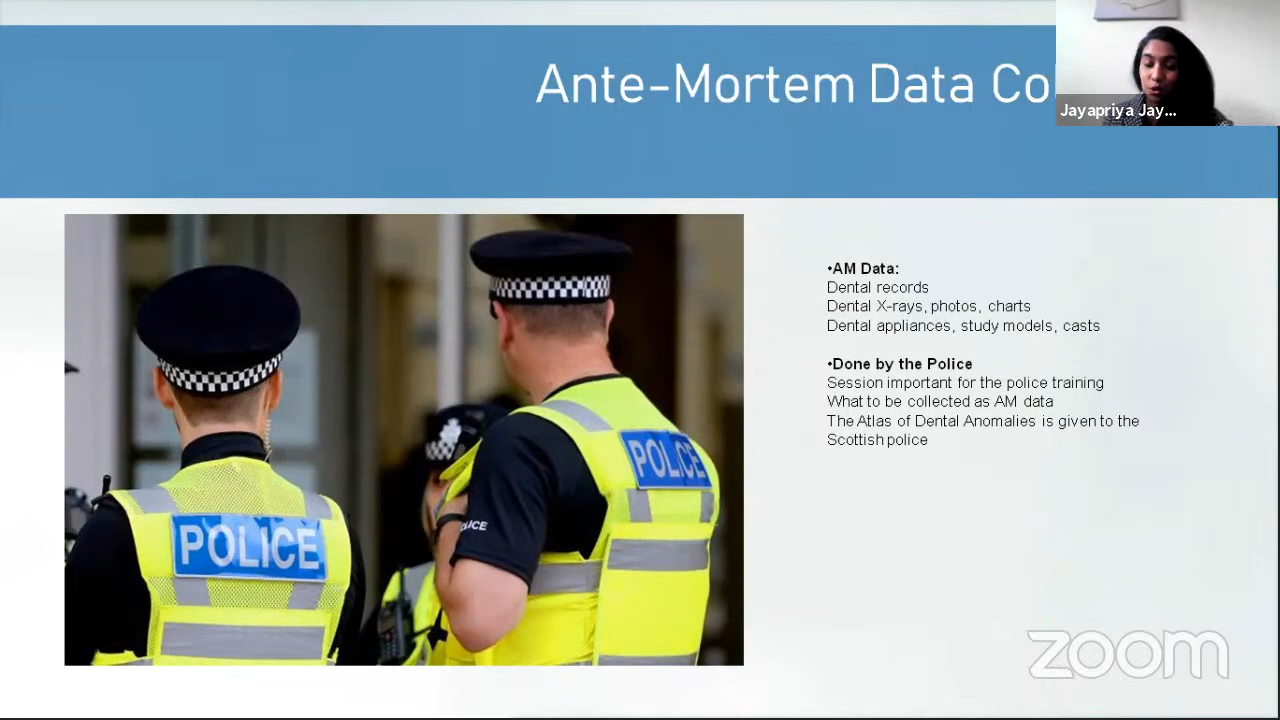 Ante-Mortem Data Co
Jayapriya Jay...
•AM Data:
Dental records
Dental X-rays, photos, charts
Dental appliances, study models, casts
•Done by the Police
Session important for the police training
What to be collected as AM data
The Atlas of Dental Anomalies is given to the
Scottish police
POLICE
POLICE
LICE
zoom